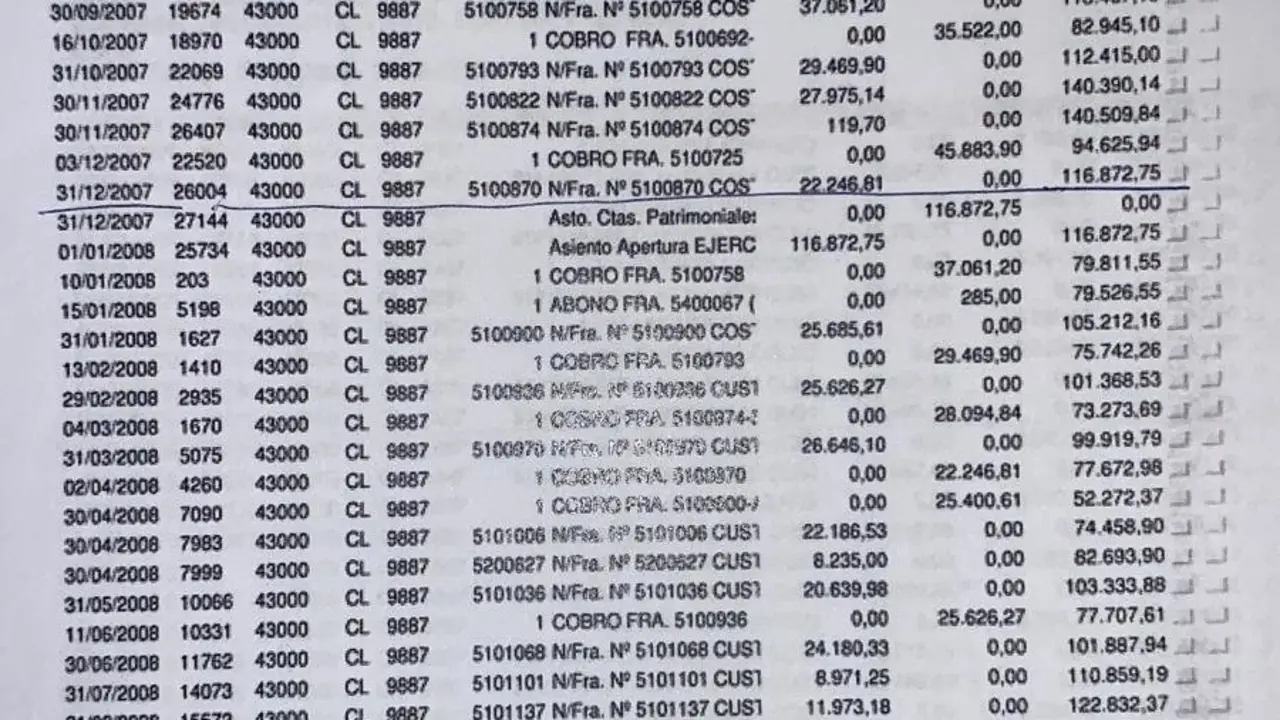 30/09/2007 19674 43000 CL 9887 5100758 N/Fra. Nº 5100758 COS 37.061,20 0,00
16/10/2007 18970 43000 CL 9887 1 COBRO FRA. 5100692- 0,00 35.522,00 82.945,10
31/10/2007 22069 43000 CL 9887 5100793 N/Fra. Nº 5100793 COS 29.469,90 0,00 112.415,00
30/11/2007 24776 43000 CL 9887 5100822 N/Fra. Nº 5100822 COS 27.975,14 0,00 140.390,14
30/11/2007 26407 43000 CL 9887 5100874 N/Fra. Nº 5100874 COS 119,70 0,00 140.509,84
03/12/2007 22520 43000 CL 9887 1 COBRO FRA. 5100725 0,00 45.883,90 94.625,94
31/12/2007 26004 43000 CL 9887 5100870 N/Fra. Nº 5100870 COS 22.246,81 0,00 116.872,75
31/12/2007 27144 43000 CL 9887 Asto. Ctas. Patrimoniales 0,00 116.872,75 0,00
01/01/2008 25734 43000 CL 9887 Asiento Apertura EJERC 116.872,75 0,00 116.872,75
10/01/2008 203 43000 CL 9887 1 COBRO FRA. 5100758 0,00 37.061,20 79.811,55
15/01/2008 5198 43000 CL 9887 1 ABONO FRA. 5400067 ( 0,00 285,00 79.526,55
31/01/2008 1627 43000 CL 9887 5100900 N/Fra. Nº 5100900 COS 25.685,61 0,00 105.212,16
13/02/2008 1410 43000 CL 9887 1 COBRO FRA. 5100793 0,00 29.469,90 75.742,26
29/02/2008 2935 43000 CL 9887 5100936 N/Fra. Nº 5100936 CUST 25.626,27 0,00 101.368,53
04/03/2008 1670 43000 CL 9887 1 COBRO FRA. 5100874- 0,00 28.094,84 73.273,69
31/03/2008 5075 43000 CL 9887 5100970 N/Fra. Nº 5100970 CUST 26.646,10 0,00 99.919,79
02/04/2008 4260 43000 CL 9887 1 COBRO FRA. 5100870 0,00 22.246,81 77.672,98
30/04/2008 7090 43000 CL 9887 1 COBRO FRA. 5100900-/ 0,00 25.400,61 52.272,37
30/04/2008 7983 43000 CL 9887 5101006 N/Fra. Nº 5101006 CUST 22.186,53 0,00 74.458,90
30/04/2008 7999 43000 CL 9887 5200627 N/Fra. Nº 5200627 CUST 8.235,00 0,00 82.693,90
31/05/2008 10066 43000 CL 9887 5101036 N/Fra. Nº 5101036 CUST 20.639,98 0,00 103.333,88
11/06/2008 10331 43000 CL 9887 1 COBRO FRA. 5100936 0,00 25.626,27 77.707,61
30/06/2008 11762 43000 CL 9887 5101068 N/Fra. Nº 5101068 CUST 24.180,33 0,00 101.887,94
31/07/2008 14073 43000 CL 9887 5101101 N/Fra. Nº 5101101 CUST 8.971,25 0,00 110.859,19
43000 CL 9887 5101137 N/Fra. Nº 5101137 CUST 11.973,18 0,00 122.832,37